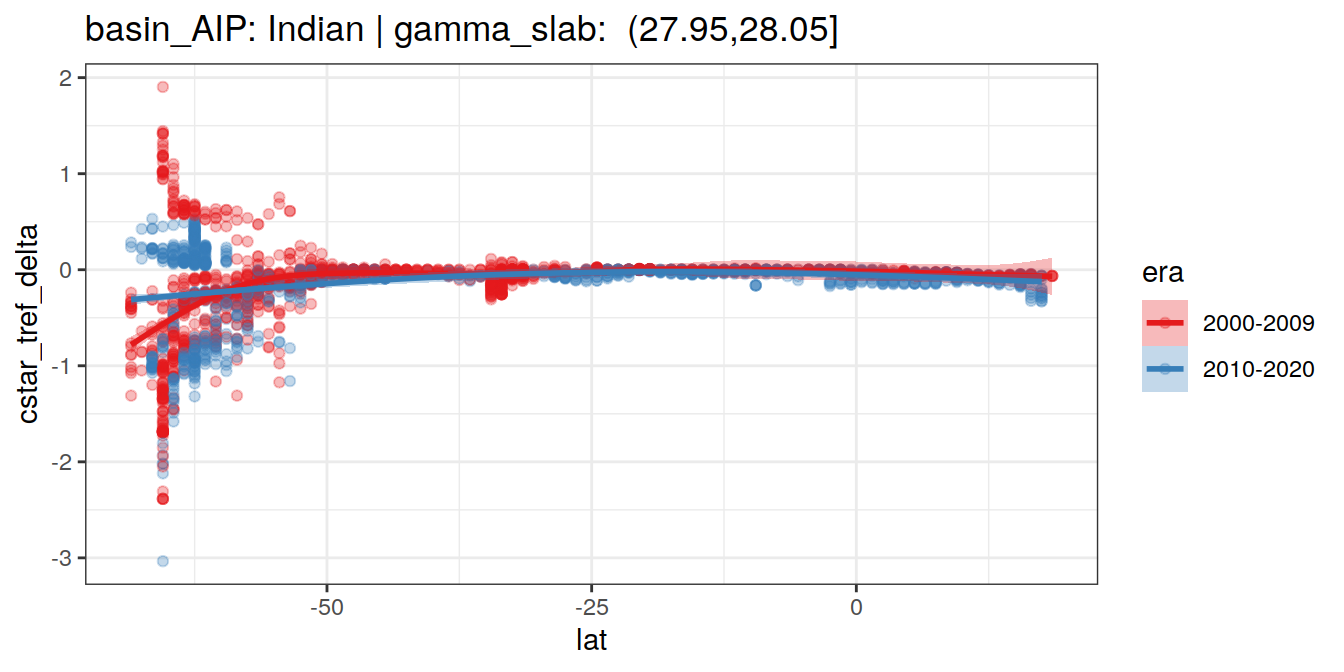 basin_AIP: Indian | gamma_slab:  (27.95,28.05]
2
1
0
-1
-2
-3
cstar_tref_delta
-50
-25
0
lat
era
2000-2009
2010-2020